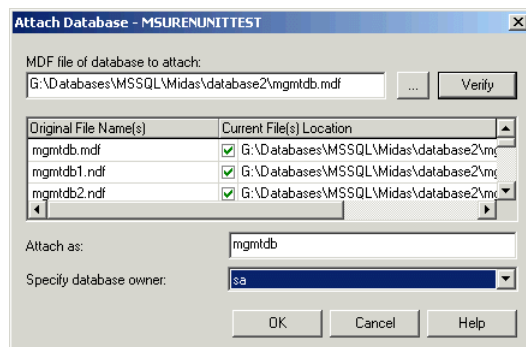 Attach Database - MSURENUNITTEST
MDF file of database to attach:
G:\Databases\MSSQL\Midas\database2\mgmtdb.mdf ... Verify
Original File Name(s) Current File(s) Location
mgmtdb.mdf G:\Databases\MSSQL\Midas\database2\mg
mgmtdb1.ndf G:\Databases\MSSQL\Midas\database2\mg
mgmtdb2.ndf G:\Databases\MSSQL\Midas\database2\mg
Attach as: mgmtdb
Specify database owner: sa
OK Cancel Help